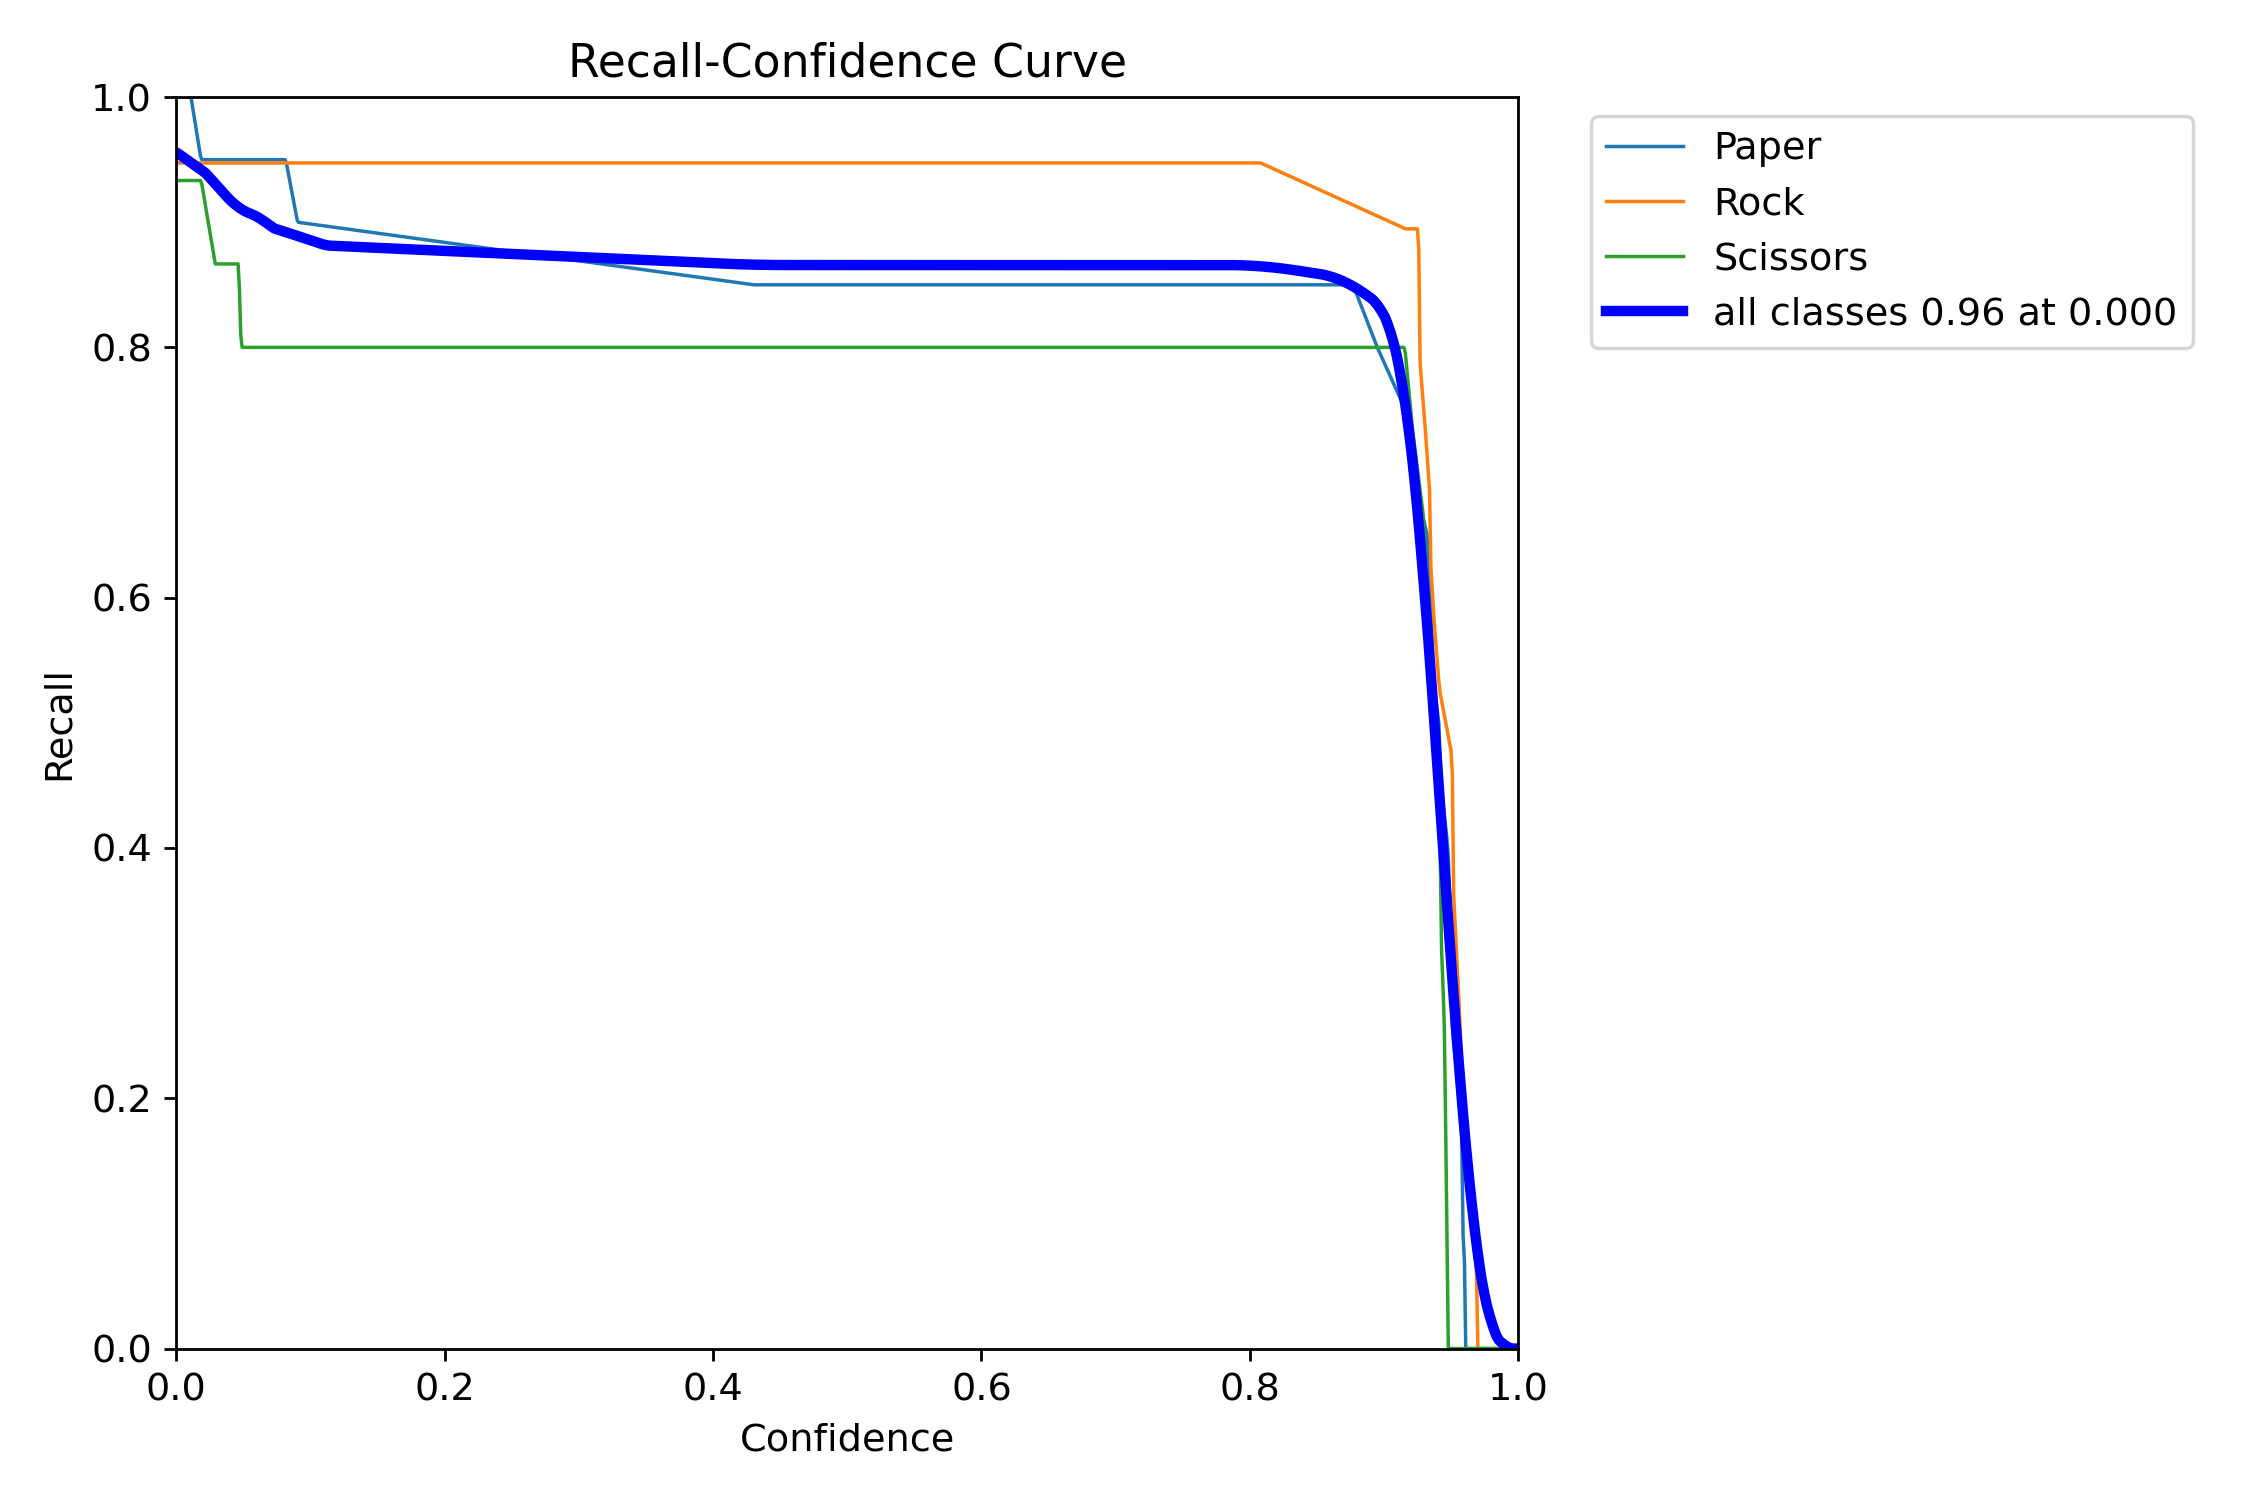 Recall-Confidence Curve
1.0
0.8
0.6
0.4
0.2
0.0
Recall
0.0 0.2 0.4 0.6 0.8 1.0
Confidence
Paper
Rock
Scissors
all classes 0.96 at 0.000